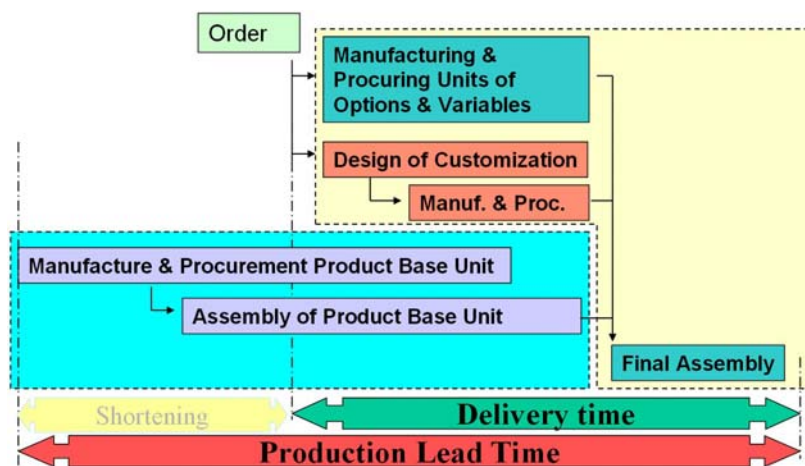 Order
Manufacturing &
Procuring Units of
Options & Variables
Design of Customization
Manuf. & Proc.
Manufacture & Procurement Product Base Unit
Assembly of Product Base Unit
Final Assembly
Shortening
Delivery time
Production Lead Time